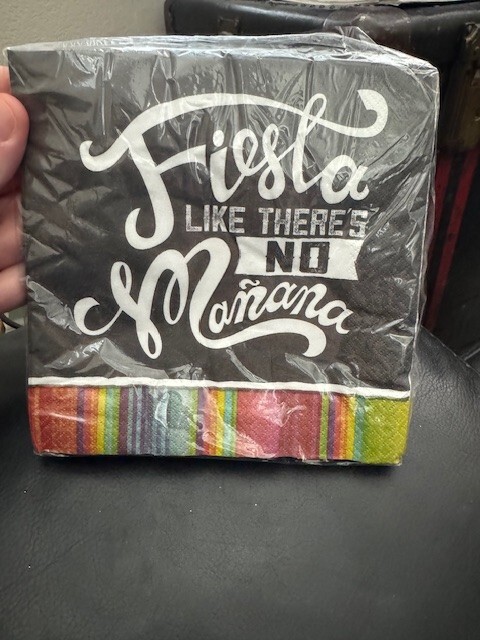 Fiesta
LIKE THERE'S
NO
Mañana